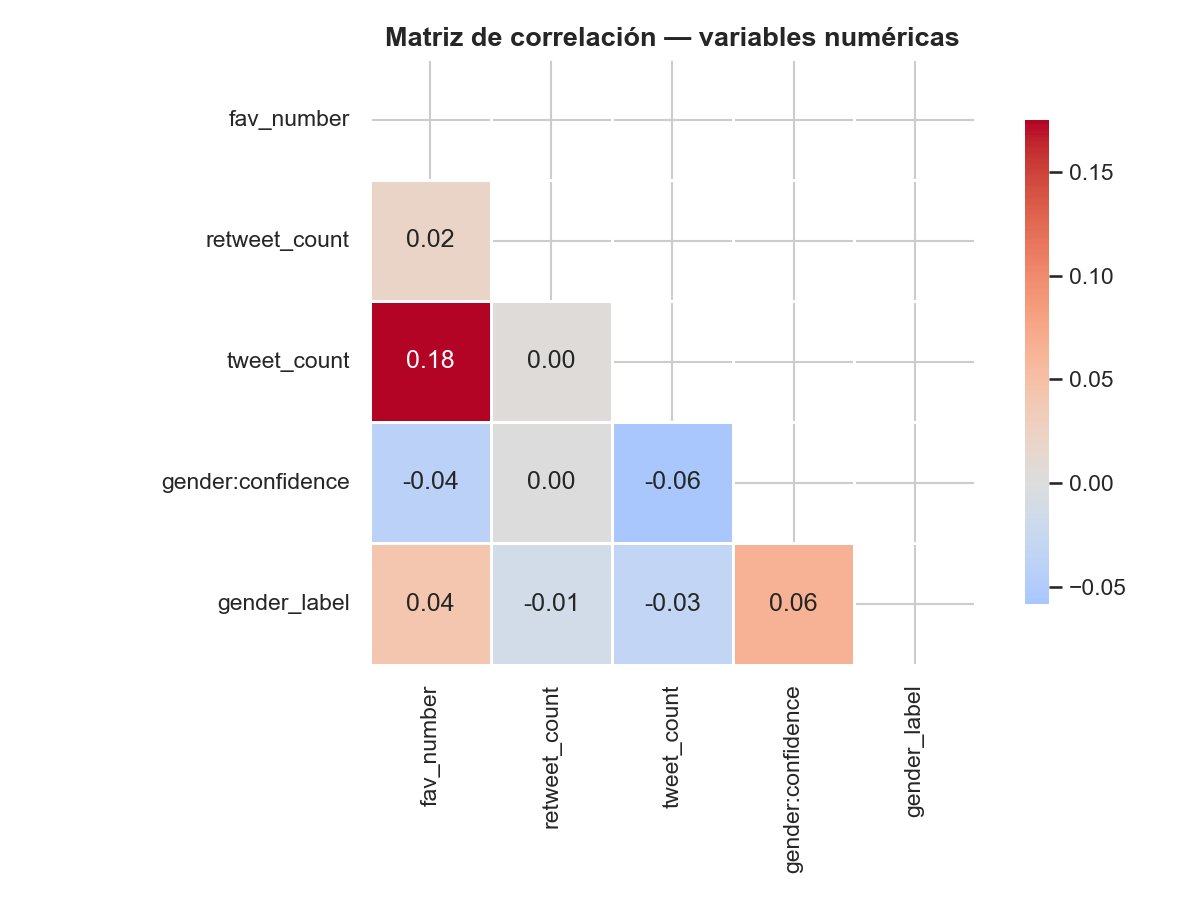 Matriz de correlación — variables numéricas
fav_number
retweet_count
0.02
tweet_count
0.18
0.00
gender:confidence
-0.04
0.00
-0.06
gender_label
0.04
-0.01
-0.03
0.06
fav_number
retweet_count
tweet_count
gender:confidence
gender_label
0.15
0.10
0.05
0.00
−0.05